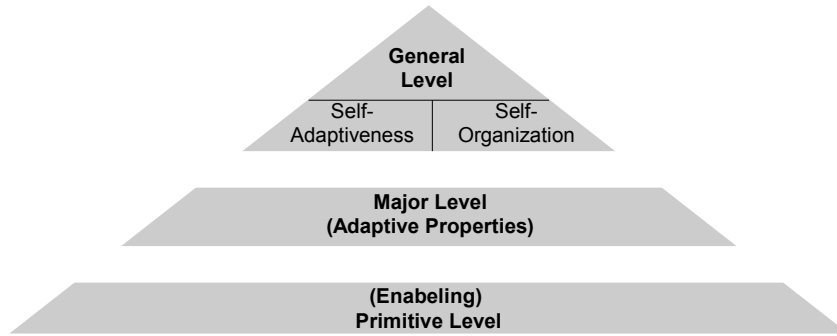 General
Level
Self-
Adaptiveness
Self-
Organization
Major Level
(Adaptive Properties)
(Enabeling)
Primitive Level